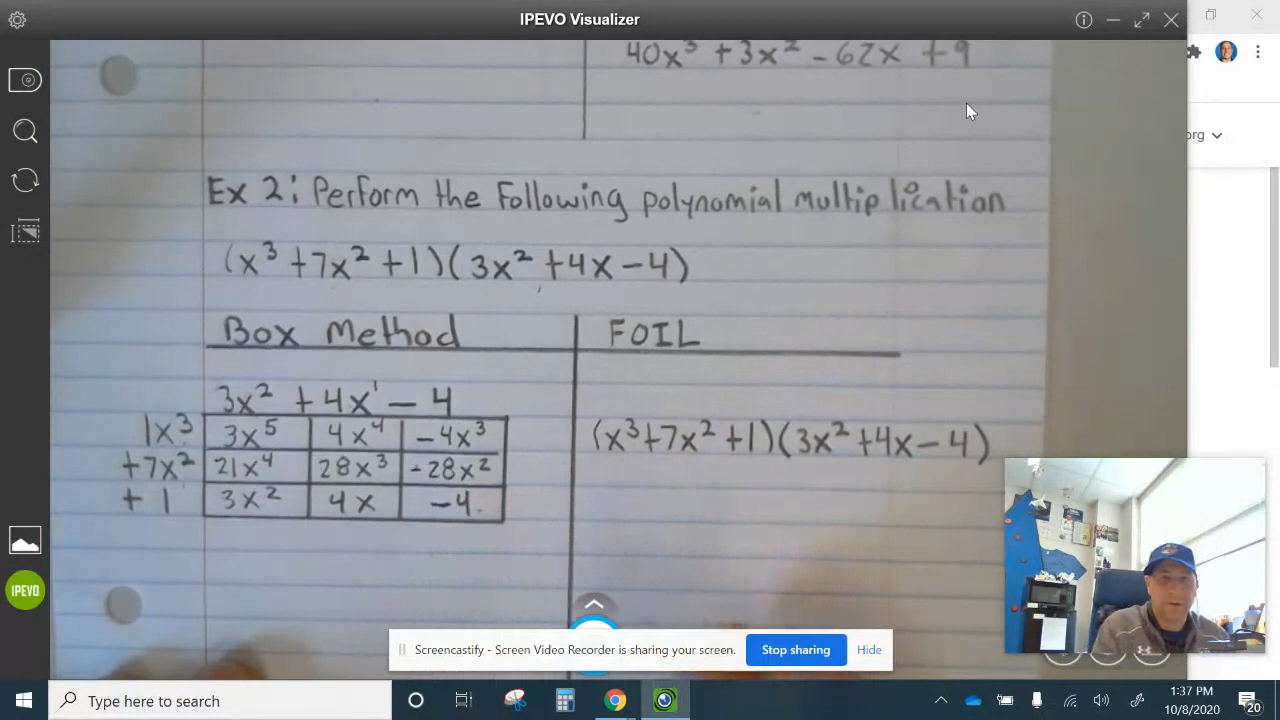 IPEVO Visualizer
40x³ + 3x² - 62x + 9
org
Ex 2: Perform the Following polynomial multiplication
(x³ + 7x² + 1)(3x² + 4x - 4)
Box Method
FOIL
3x² + 4x¹ - 4
1x³ 3x⁵ 4x⁴ -4x³
+7x² 21x⁴ 28x³ -28x²
+ 1 3x² 4x -4
(x³ + 7x² + 1)(3x² + 4x - 4)
IPEVO
Screencastify - Screen Video Recorder is sharing your screen.
Stop sharing
Hide
Type here to search
1:37 PM
10/8/2020
20